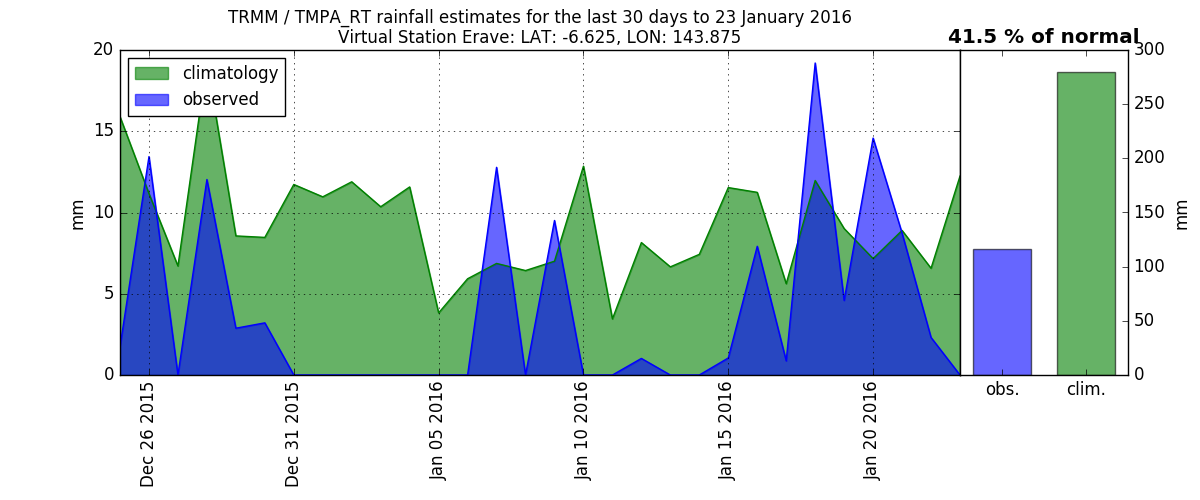 TRMM / TMPA_RT rainfall estimates for the last 30 days to 23 January 2016
Virtual Station Erave: LAT: -6.625, LON: 143.875
41.5 % of normal
climatology
observed
20
15
10
5
0
mm
Dec 26 2015
Dec 31 2015
Jan 05 2016
Jan 10 2016
Jan 15 2016
Jan 20 2016
300
250
200
150
100
50
0
mm
obs.
clim.